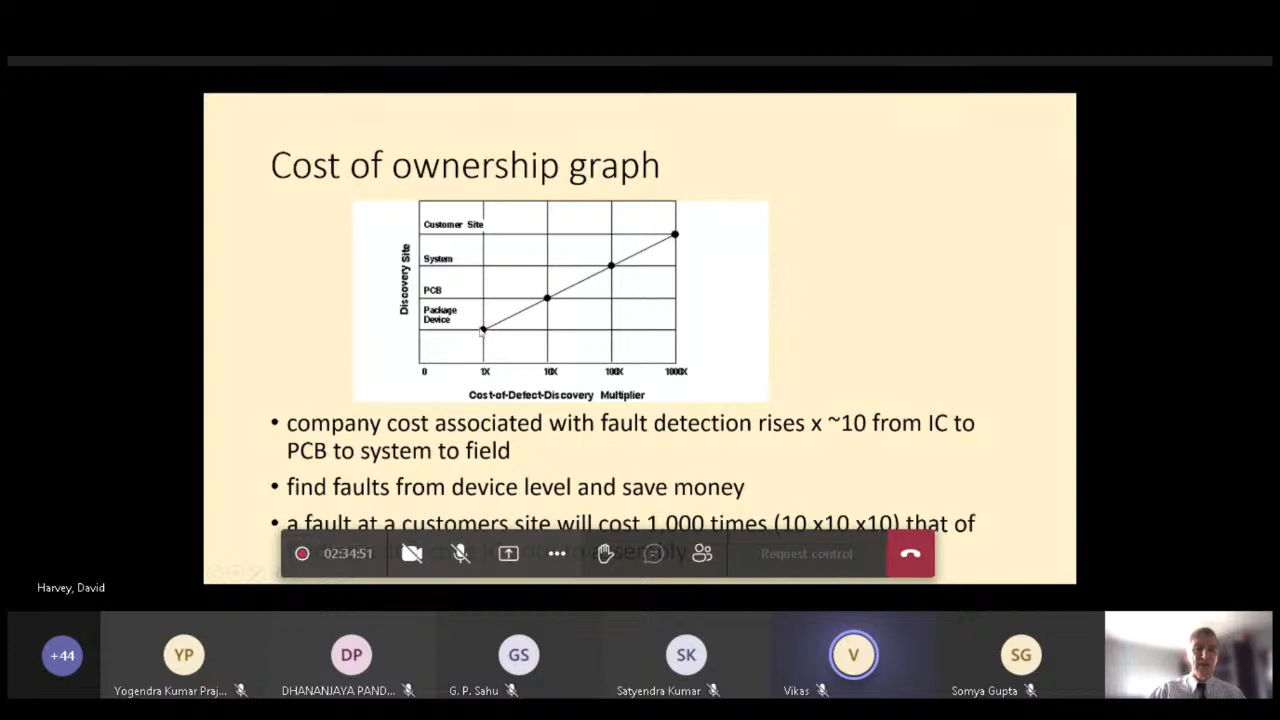 Cost of ownership graph
Customer Site
System
PCB
Package
Device
Discovery Site
0 1X 10X 100X 1000X
Cost-of-Defect-Discovery Multiplier
• company cost associated with fault detection rises x ~10 from IC to
PCB to system to field
• find faults from device level and save money
• a fault at a customers site will cost 1,000 times (10 x10 x10) that of
02:34:51
Request control
Harvey, David
+44
YP
Yogendra Kumar Praj...
DP
DHANANJAYA PAND...
GS
G. P. Sahu
SK
Satyendra Kumar
V
Vikas
SG
Somya Gupta